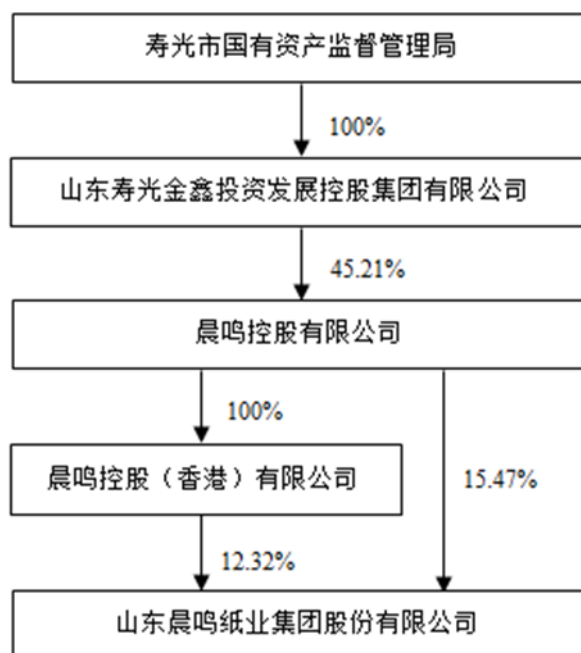 寿光市国有资产监督管理局
100%
山东寿光金鑫投资发展控股集团有限公司
45.21%
晨鸣控股有限公司
100%
晨鸣控股（香港）有限公司
15.47%
12.32%
山东晨鸣纸业集团股份有限公司